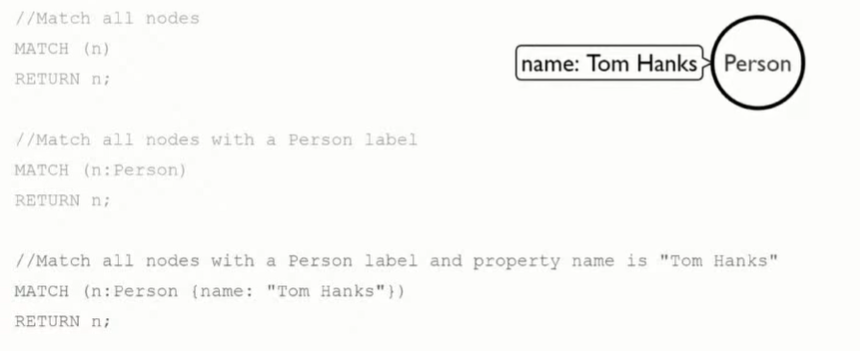 //Match all nodes
MATCH (n)
RETURN n;
name: Tom Hanks
Person
//Match all nodes with a Person label
MATCH (n:Person)
RETURN n;
//Match all nodes with a Person label and property name is "Tom Hanks"
MATCH (n:Person {name: "Tom Hanks"})
RETURN n;